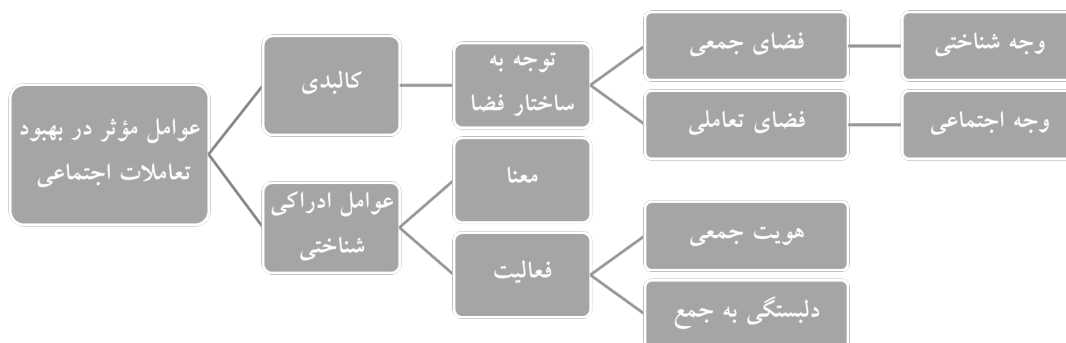 عوامل مؤثر در بهبود
تعاملات اجتماعی
کالبدی
توجه به
ساختار فضا
فضای جمعی
وجه شناختی
فضای تعاملی
وجه اجتماعی
عوامل ادراکی
شناختی
معنا
فعالیت
هویت جمعی
دلبستگی به جمع